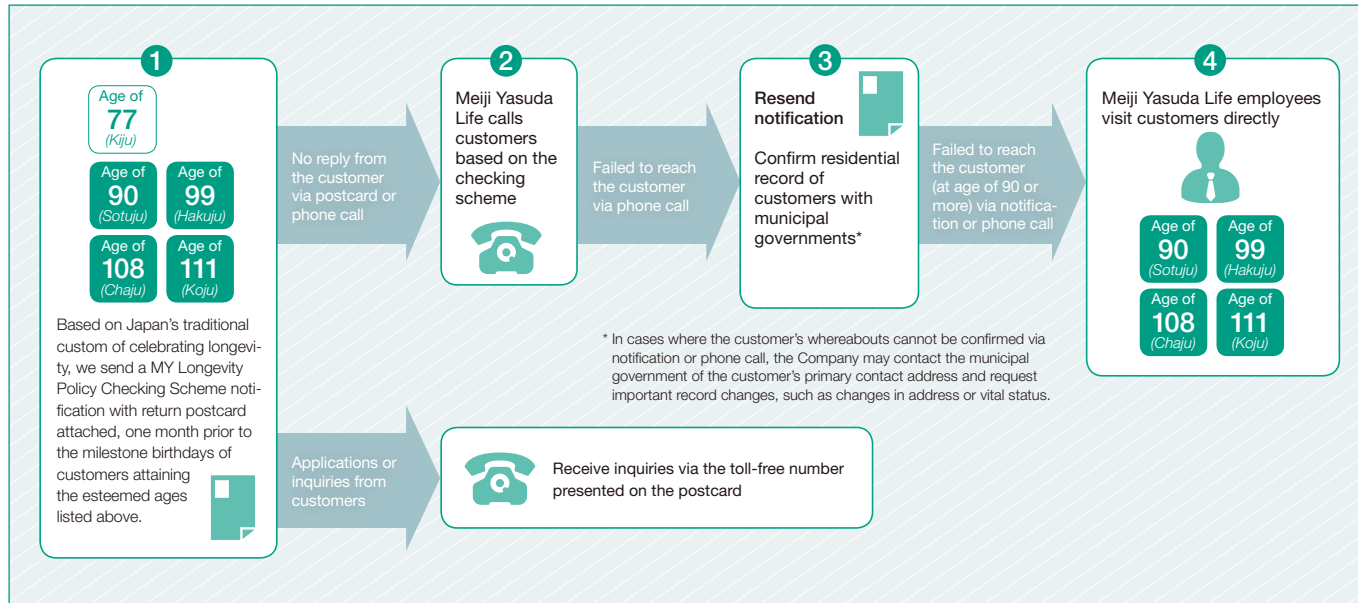 1
Age of
77
(Kiju)
Age of
90
(Sotuju)
Age of
99
(Hakuju)
Age of
108
(Chaju)
Age of
111
(Koju)
Based on Japan's traditional
custom of celebrating longevi-
ty, we send a MY Longevity
Policy Checking Scheme noti-
fication with return postcard
attached, one month prior to
the milestone birthdays of
customers attaining
the esteemed ages
listed above.
No reply from
the customer
via postcard or
phone call
2
Meiji Yasuda
Life calls
customers
based on the
checking
scheme
Failed to reach
the customer
via phone call
3
Resend
notification
Confirm residential
record of
customers with
municipal
governments*
Failed to reach
the customer
(at age of 90 or
more) via notifica-
tion or phone call
4
Meiji Yasuda Life employees
visit customers directly
Age of
90
(Sotuju)
Age of
99
(Hakuju)
Age of
108
(Chaju)
Age of
111
(Koju)
* In cases where the customer's whereabouts cannot be confirmed via
notification or phone call, the Company may contact the municipal
government of the customer's primary contact address and request
important record changes, such as changes in address or vital status.
Applications or
inquiries from
customers
Receive inquiries via the toll-free number
presented on the postcard